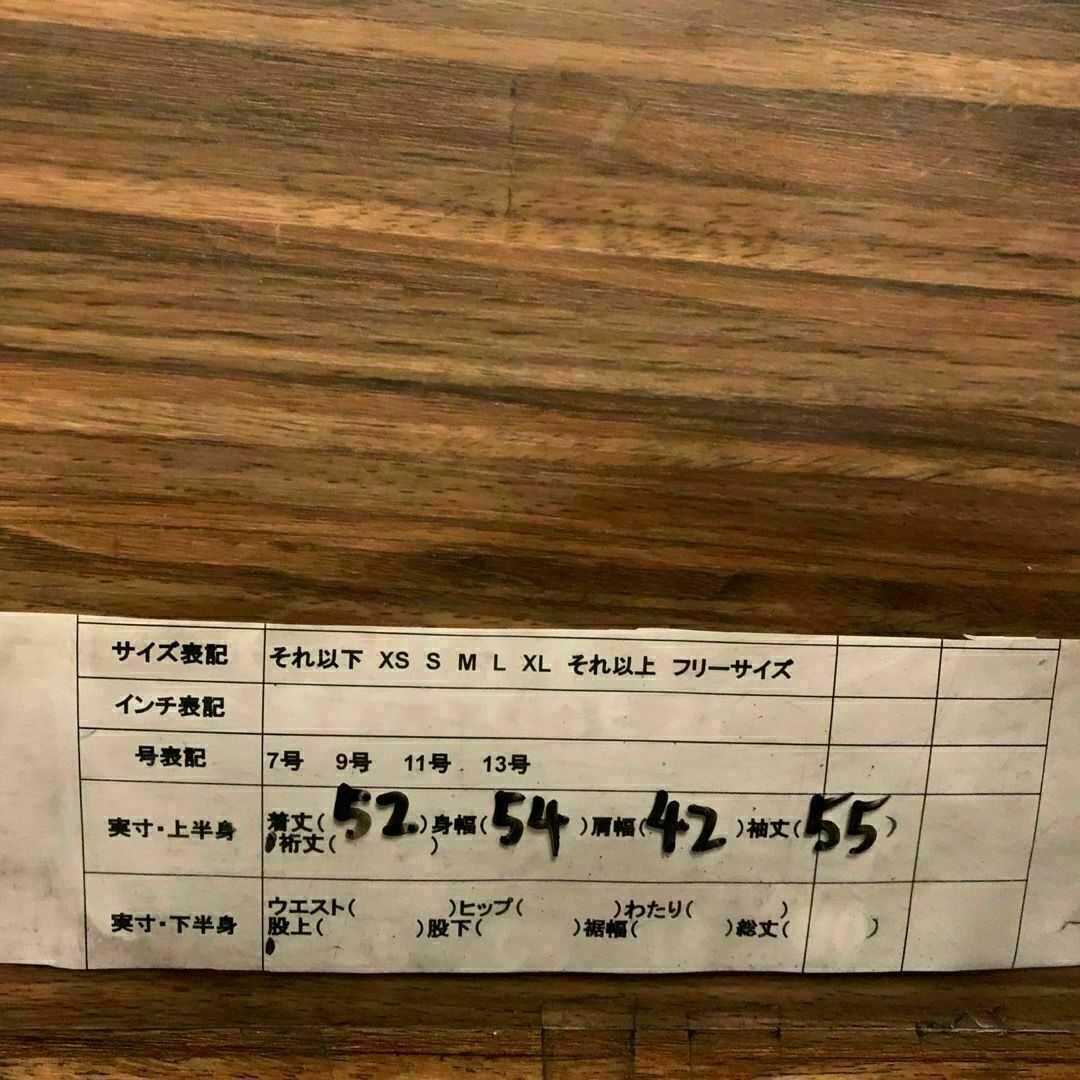 サイズ表記 それ以下 XS S M L XL それ以上 フリーサイズ
インチ表記
号表記 7号 9号 11号 13号
実寸・上半身 着丈(52)身幅(54)肩幅(42)袖丈(55)
裄丈( )
実寸・下半身 ウエスト( )ヒップ( )わたり( )
股上( )股下( )裾幅( )総丈( )